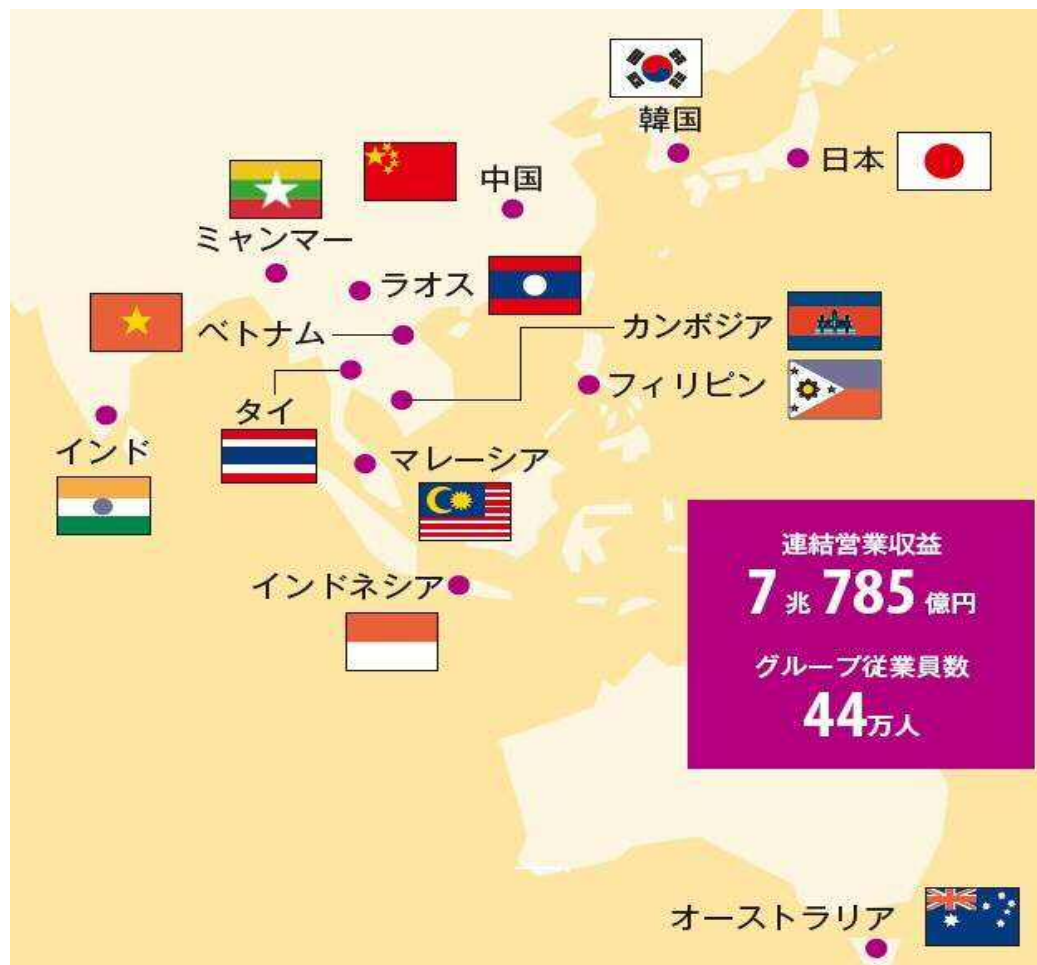 韓国
日本
中国
ミャンマー
ラオス
ベトナム
カンボジア
フィリピン
タイ
インド
マレーシア
インドネシア
連結営業収益
7兆785億円
グループ従業員数
44万人
オーストラリア